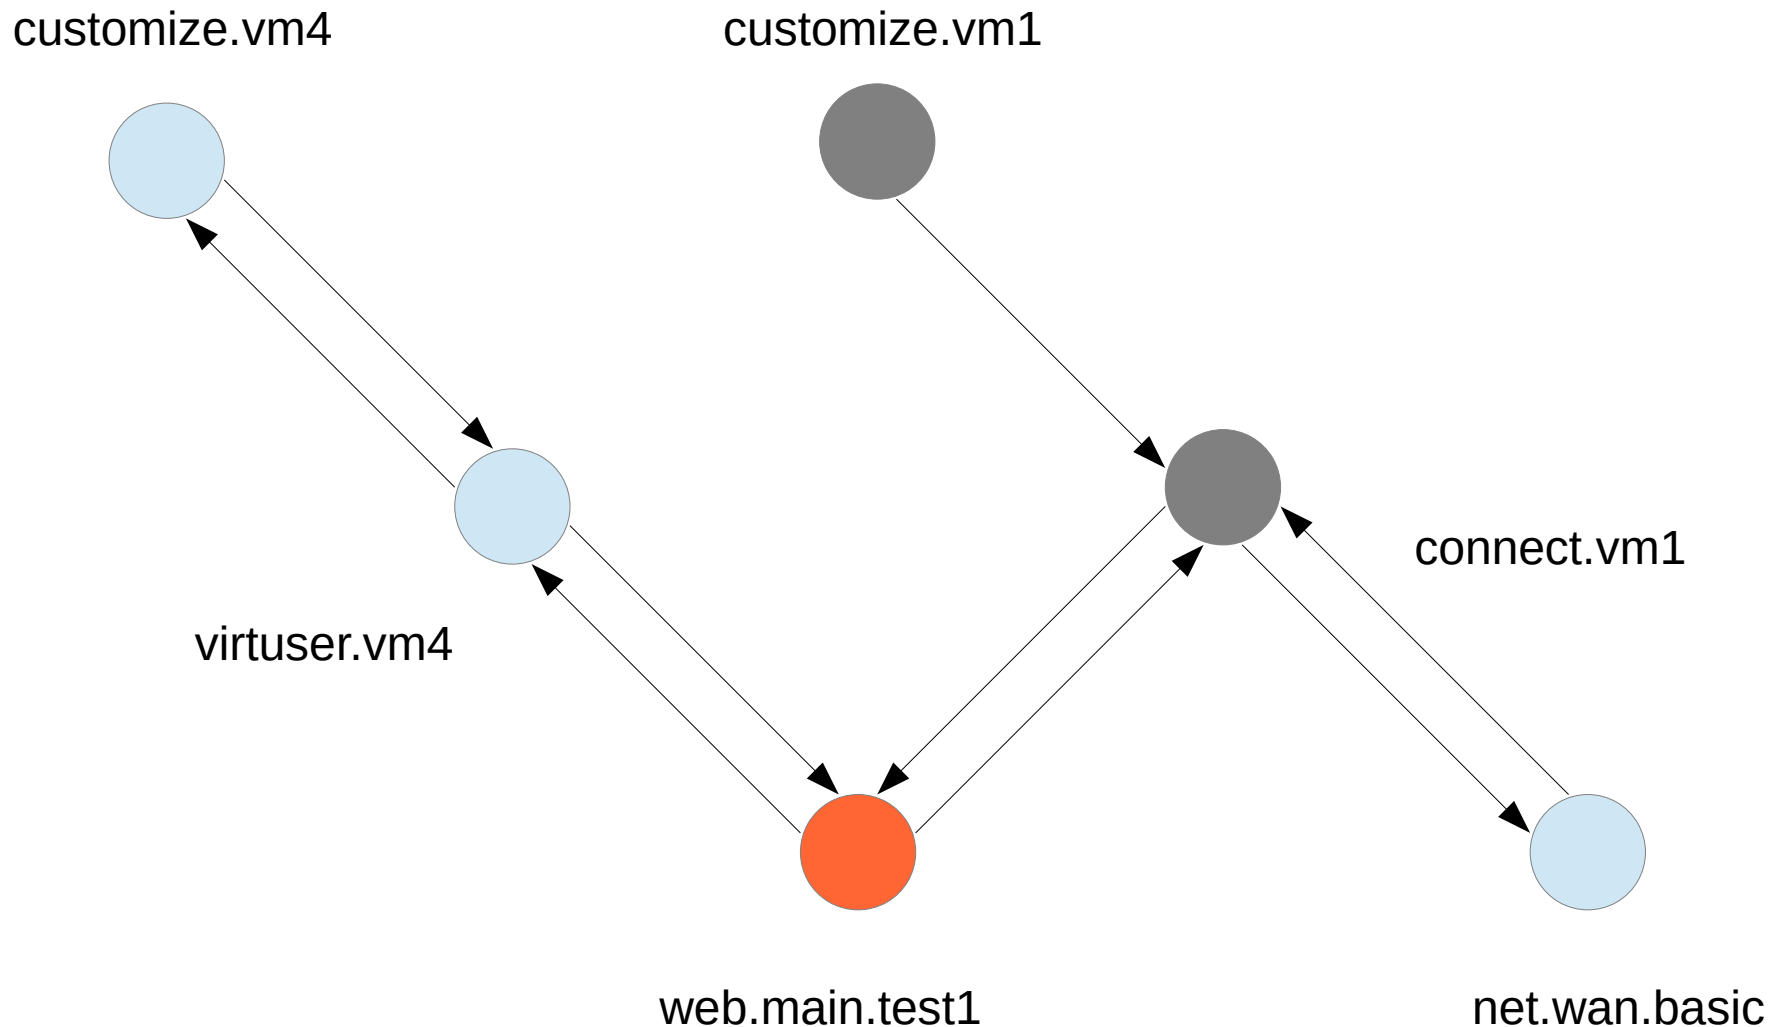 customize.vm4
customize.vm1
connect.vm1
virtuser.vm4
web.main.test1
net.wan.basic